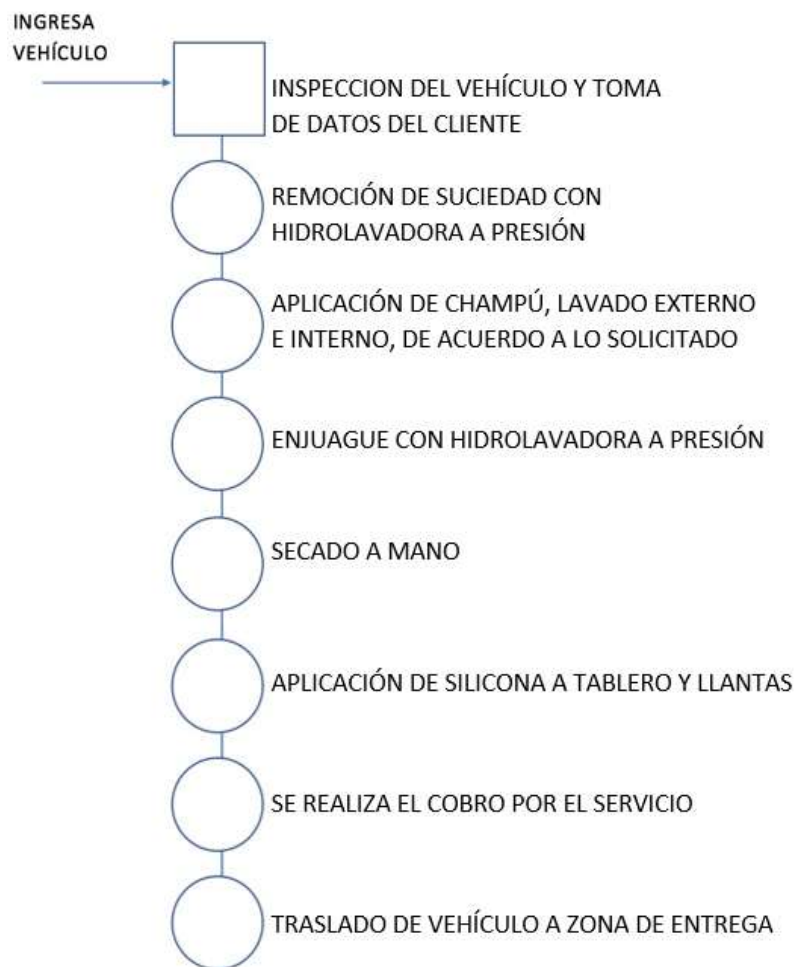 INGRESA
VEHÍCULO
INSPECCION DEL VEHÍCULO Y TOMA
DE DATOS DEL CLIENTE
REMOCIÓN DE SUCIEDAD CON
HIDROLAVADORA A PRESIÓN
APLICACIÓN DE CHAMPÚ, LAVADO EXTERNO
E INTERNO, DE ACUERDO A LO SOLICITADO
ENJUAGUE CON HIDROLAVADORA A PRESIÓN
SECADO A MANO
APLICACIÓN DE SILICONA A TABLERO Y LLANTAS
SE REALIZA EL COBRO POR EL SERVICIO
TRASLADO DE VEHÍCULO A ZONA DE ENTREGA